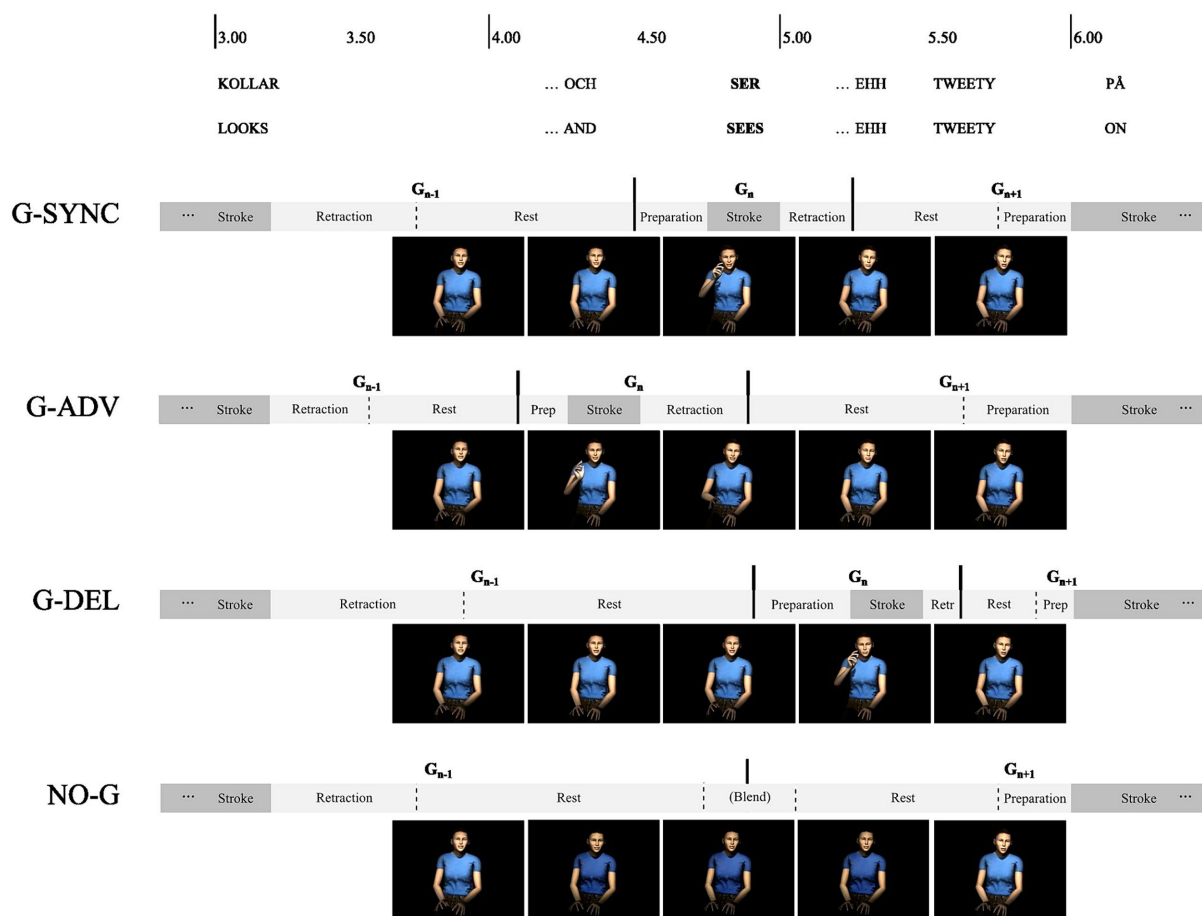 3.00 3.50 4.00 4.50 5.00 5.50 6.00
KOLLAR ... OCH SER ... EHH TWEETY PÅ
LOOKS ... AND SEES ... EHH TWEETY ON
G-SYNC
Gn-1 Gn Gn+1
... Stroke Retraction Rest Preparation Stroke Retraction Rest Preparation Stroke ...
G-ADV
Gn-1 Gn Gn+1
... Stroke Retraction Rest Prep Stroke Retraction Rest Preparation Stroke ...
G-DEL
Gn-1 Gn Gn+1
... Stroke Retraction Rest Preparation Stroke Retr Rest Prep Stroke ...
NO-G
Gn-1 Gn+1
... Stroke Retraction Rest (Blend) Rest Preparation Stroke ...